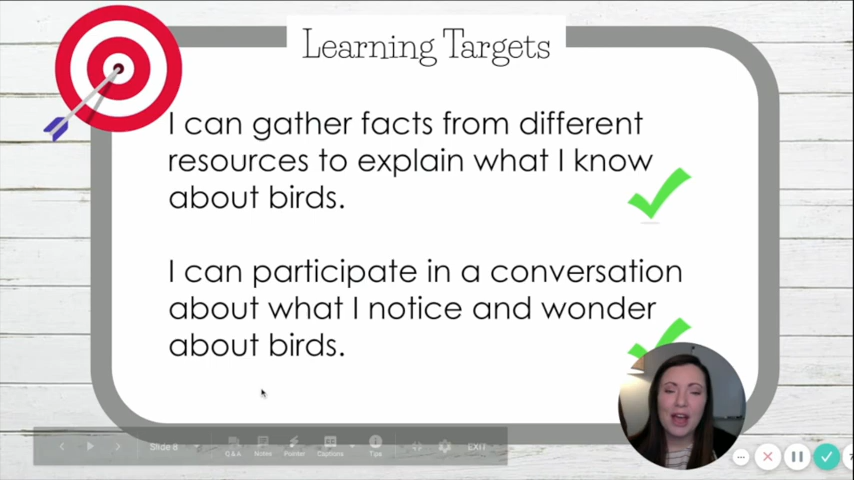 Learning Targets
I can gather facts from different
resources to explain what I know
about birds.
I can participate in a conversation
about what I notice and wonder
about birds.
Slide 8
Q & A
Notes
Pointer
Captions
Tips
EXIT